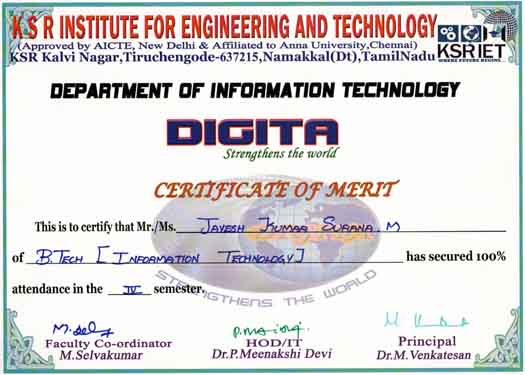 K.S R INSTITUTE FOR ENGINEERING AND TECHNOLOGY
(Approved by AICTE, New Delhi & Affiliated to Anna University,Chennai)
KSR Kalvi Nagar,Tiruchengode-637215,Namakkal(Dt),TamilNadu
KSRIET
WHERE FUTURE BEGINS...
DEPARTMENT OF INFORMATION TECHNOLOGY
DIGITA
Strengthens the world
CERTIFICATE OF MERIT
This is to certify that Mr./Ms. JAYESH KUMAR SURANA.M
of B.TECH [INFORMATION TECHNOLOGY] has secured 100%
attendance in the IV semester.
STRENGTHENS THE WORLD
Faculty Co-ordinator HOD/IT Principal
M.Selvakumar Dr.P.Meenakshi Devi Dr.M.Venkatesan